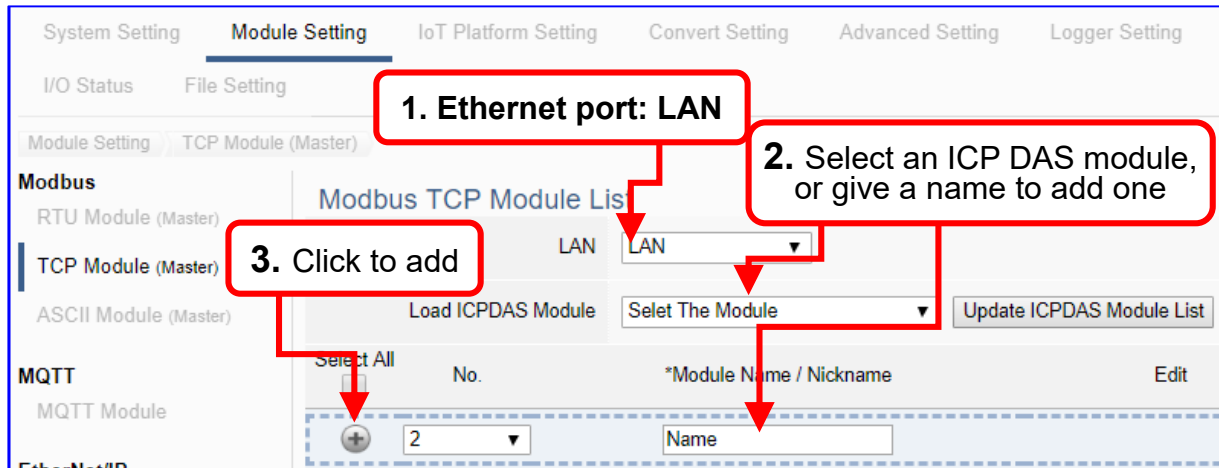 System Setting Module Setting IoT Platform Setting Convert Setting Advanced Setting Logger Setting
I/O Status File Setting
1. Ethernet port: LAN
Module Setting TCP Module (Master)
2. Select an ICP DAS module,
or give a name to add one
Modbus
RTU Module (Master)
TCP Module (Master)
ASCII Module (Master)
MQTT
MQTT Module
EtherNet/IP
Modbus TCP Module List
3. Click to add
LAN LAN
Load ICPDAS Module Selet The Module Update ICPDAS Module List
Select All No. *Module Name / Nickname Edit
2 Name